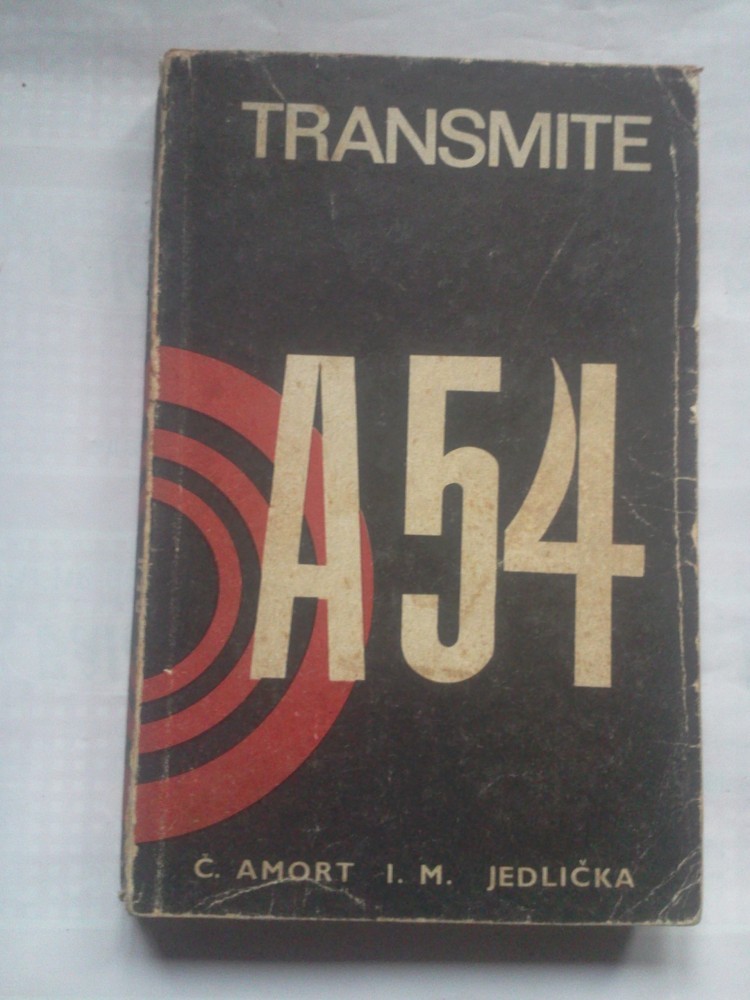 TRANSMITE
A54
Č. AMORT I. M. JEDLIČKA